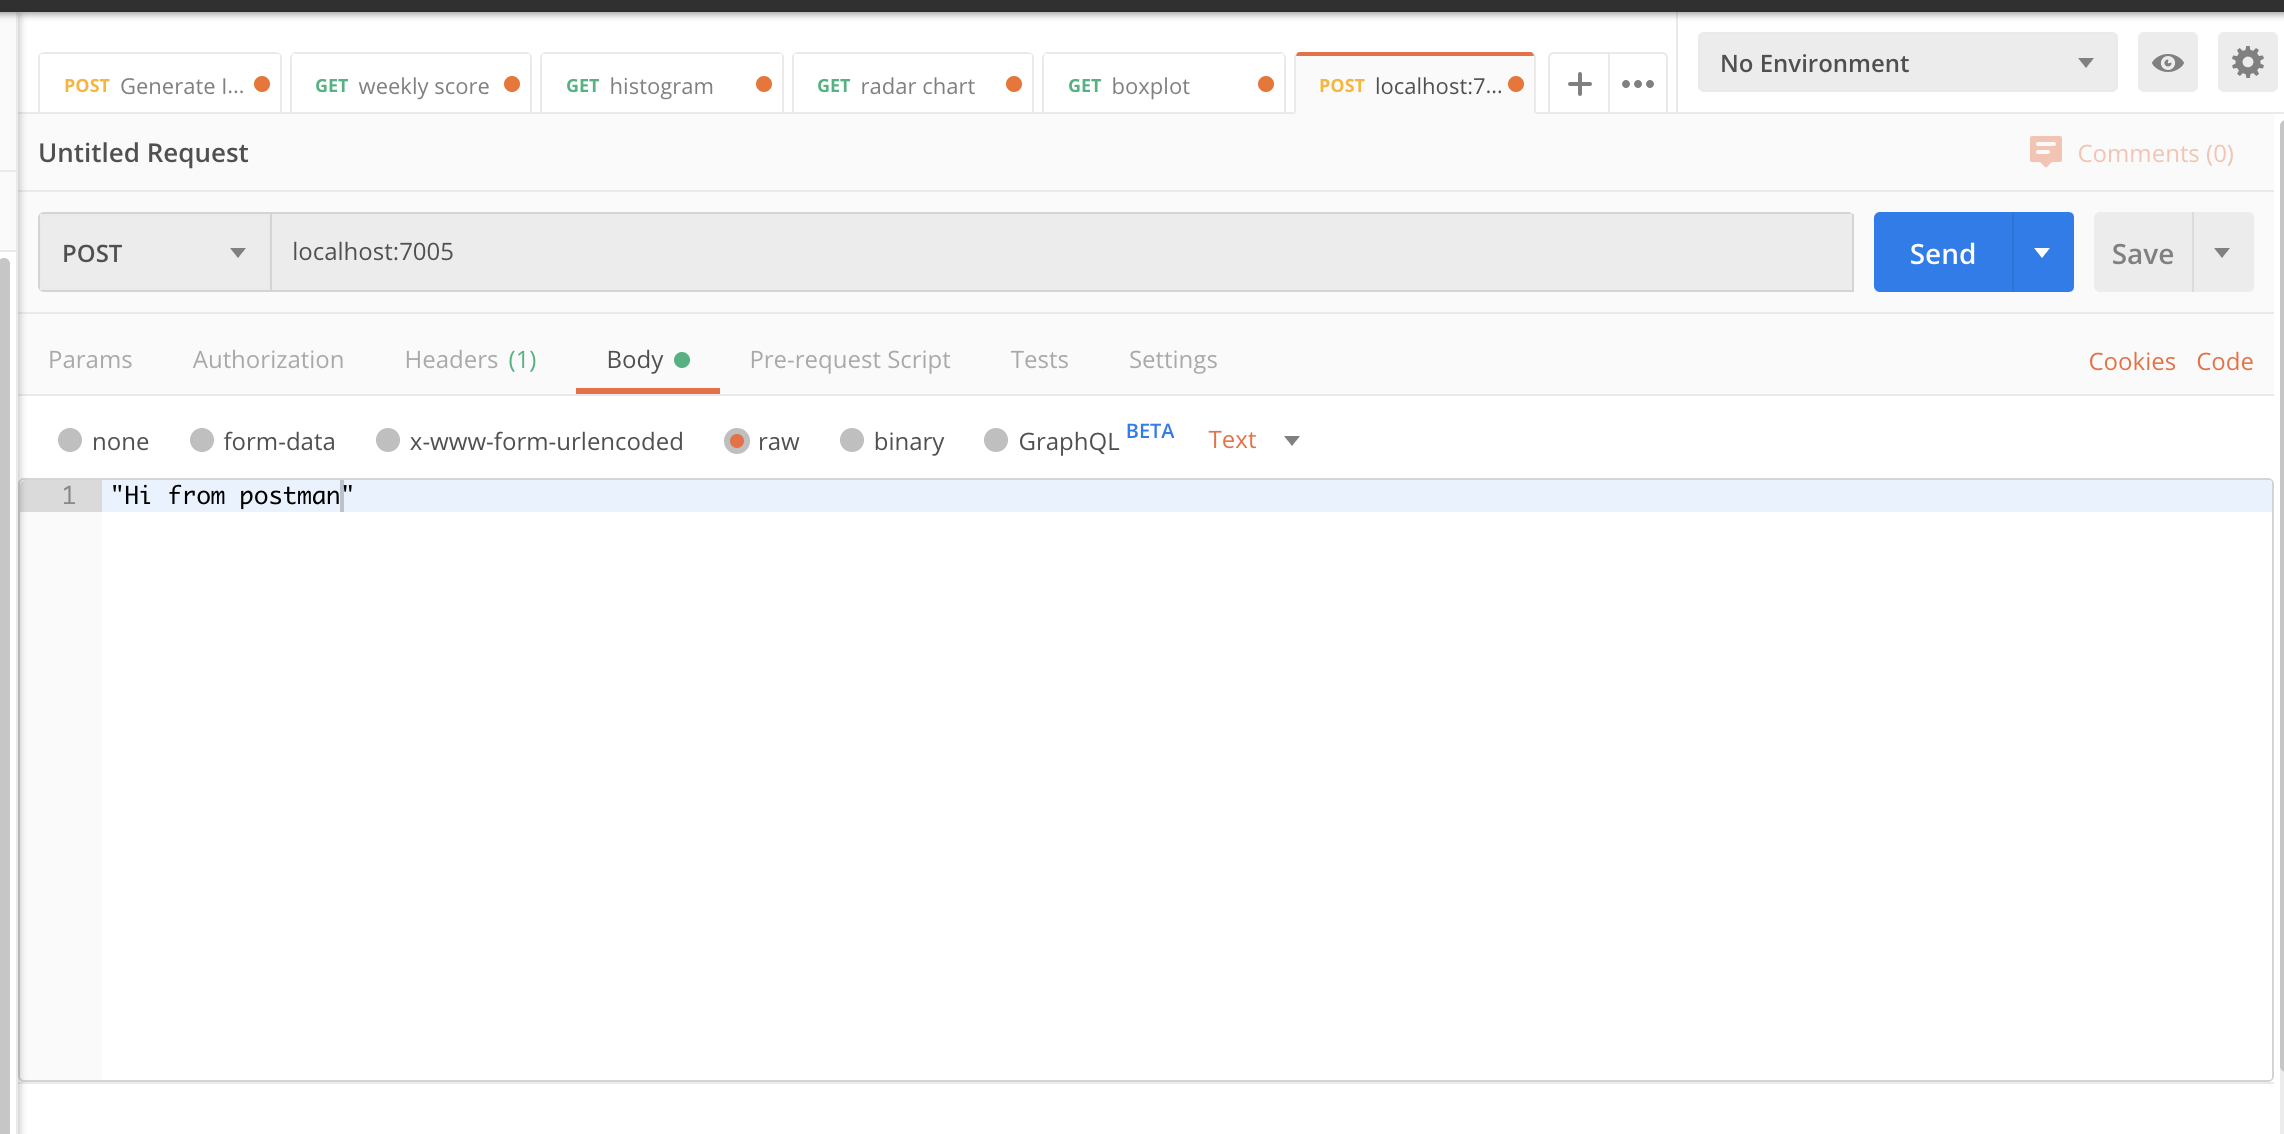 POST Generate I... GET weekly score GET histogram GET radar chart GET boxplot POST localhost:7... No Environment
Untitled Request Comments (0)
POST localhost:7005 Send Save
Params Authorization Headers (1) Body Pre-request Script Tests Settings Cookies Code
none form-data x-www-form-urlencoded raw binary GraphQL BETA Text
1 "Hi from postman"